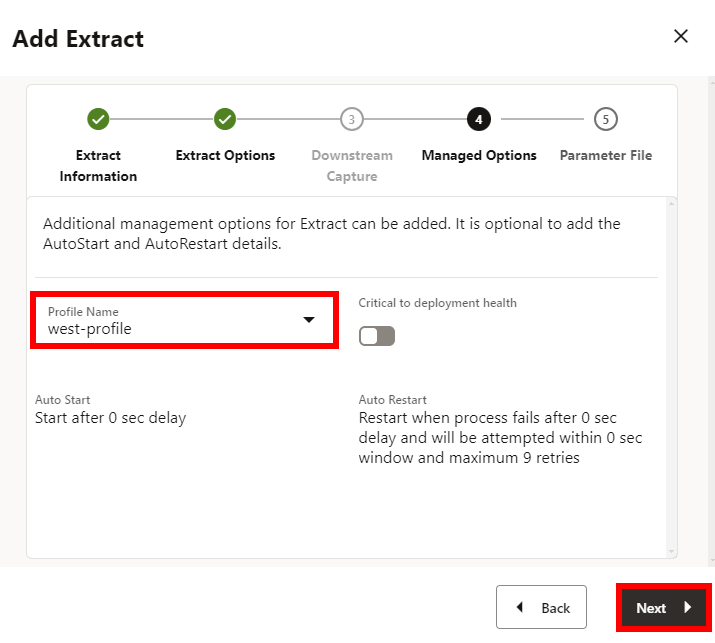 Add Extract
3
4
5
Extract Information
Extract Options
Downstream Capture
Managed Options
Parameter File
Additional management options for Extract can be added. It is optional to add the
AutoStart and AutoRestart details.
Profile Name
west-profile
Critical to deployment health
Auto Start
Start after 0 sec delay
Auto Restart
Restart when process fails after 0 sec
delay and will be attempted within 0 sec
window and maximum 9 retries
Back
Next